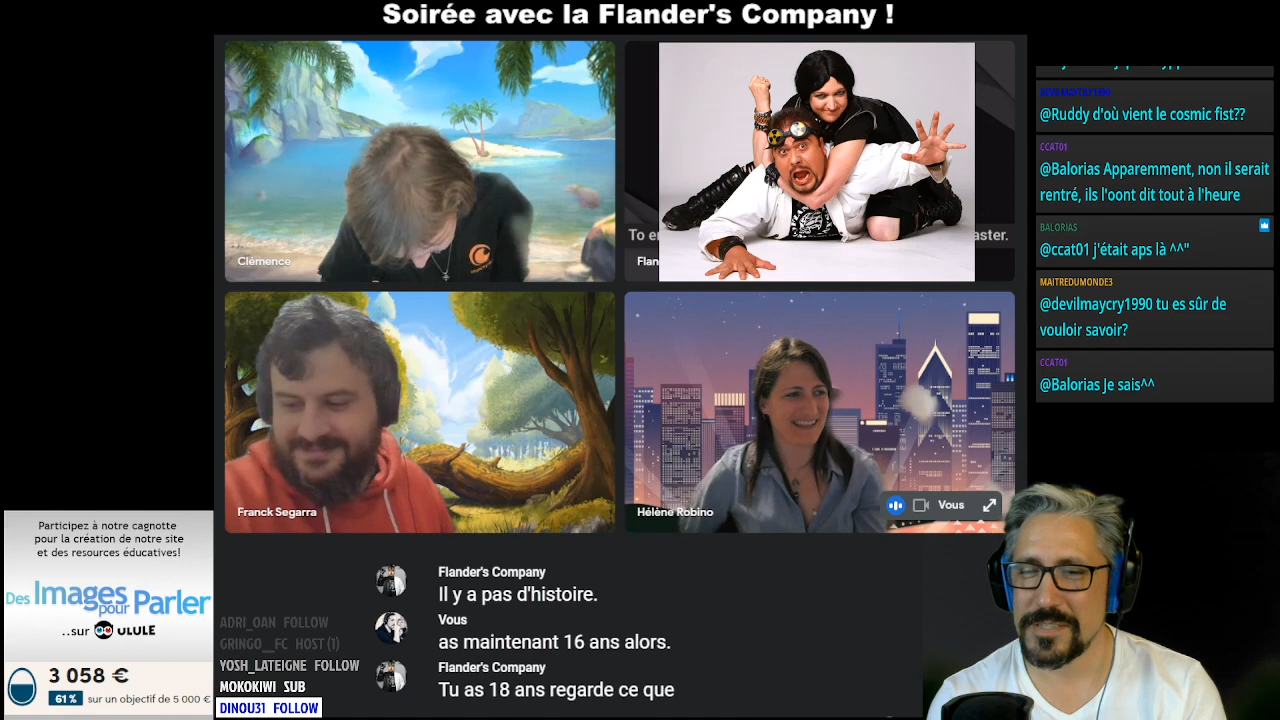 Soirée avec la Flander's Company !
@Ruddy d'où vient le cosmic fist??
CCAT01
@Balorias Apparemment, non il serait
rentré, ils l'oont dit tout à l'heure
BALORIAS
@ccat01 j'était aps là ^^"
MAITREDUMONDE3
@devilmaycry1990 tu es sûr de
vouloir savoir?
CCAT01
@Balorias Je sais^^
Clémence
To
aster.
Flan
Franck Segarra
Hélène Robino
Vous
Participez à notre cagnotte
pour la création de notre site
et des resources éducatives!
Des Images pour Parler
..sur ULULE
3 058 €
61 % sur un objectif de 5 000 €
ADRI_OAN FOLLOW
GRINGO__FC HOST (1)
YOSH_LATEIGNE FOLLOW
MOKOKIWI SUB
DINOU31 FOLLOW
Flander's Company
Il y a pas d'histoire.
Vous
as maintenant 16 ans alors.
Flander's Company
Tu as 18 ans regarde ce que